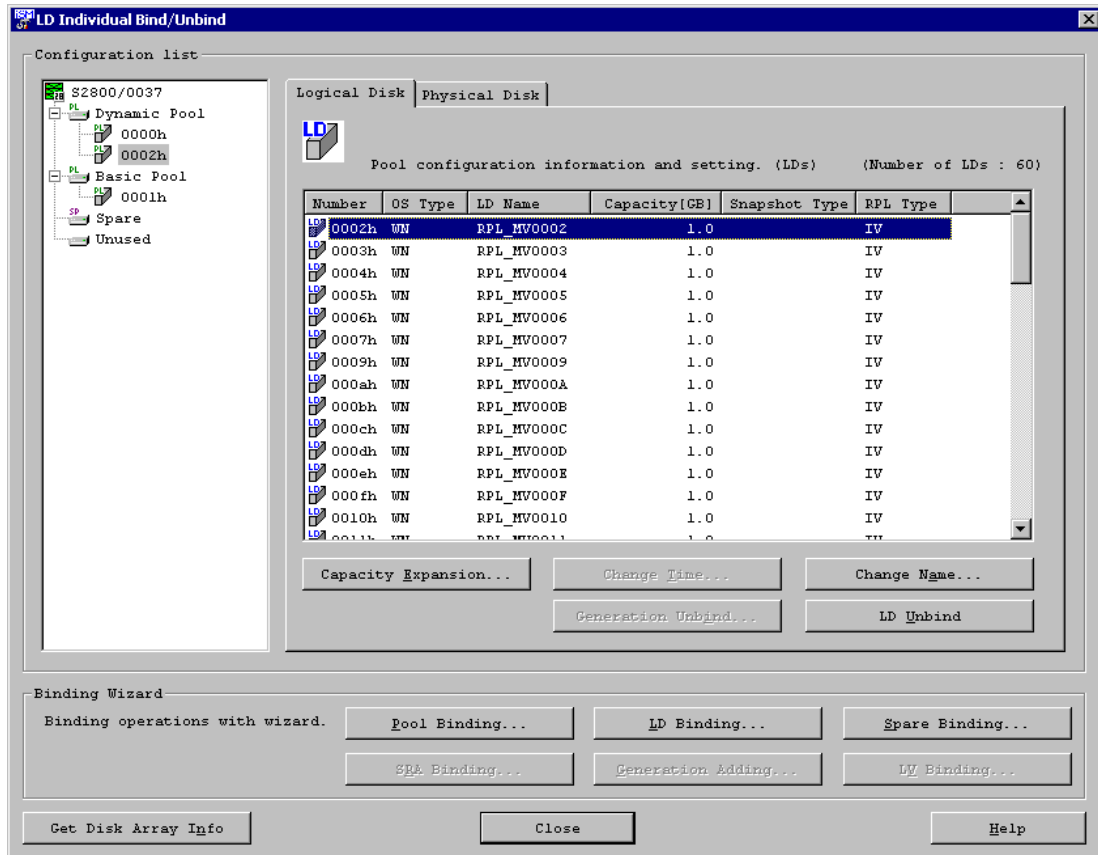 LD Individual Bind/Unbind
Configuration list
S2800/0037
Dynamic Pool
0000h
0002h
Basic Pool
0001h
Spare
Unused
Logical Disk Physical Disk
LD
Pool configuration information and setting. (LDs) (Number of LDs : 60)
Number OS Type LD Name Capacity[GB] Snapshot Type RPL Type
0002h WN RPL_MV0002 1.0 IV
0003h WN RPL_MV0003 1.0 IV
0004h WN RPL_MV0004 1.0 IV
0005h WN RPL_MV0005 1.0 IV
0006h WN RPL_MV0006 1.0 IV
0007h WN RPL_MV0007 1.0 IV
0009h WN RPL_MV0009 1.0 IV
000ah WN RPL_MV000A 1.0 IV
000bh WN RPL_MV000B 1.0 IV
000ch WN RPL_MV000C 1.0 IV
000dh WN RPL_MV000D 1.0 IV
000eh WN RPL_MV000E 1.0 IV
000fh WN RPL_MV000F 1.0 IV
0010h WN RPL_MV0010 1.0 IV
Capacity Expansion... Change Time... Change Name...
Generation Unbind... LD Unbind
Binding Wizard
Binding operations with wizard. Pool Binding... LD Binding... Spare Binding...
SRA Binding... Generation Adding... LV Binding...
Get Disk Array Info Close Help